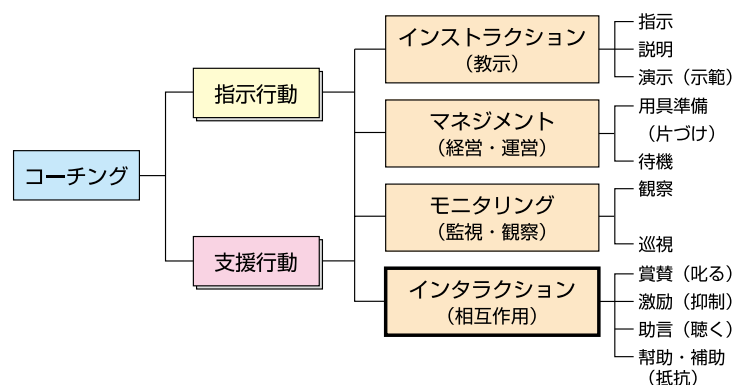 コーチング
指示行動
支援行動
インストラクション
（教示）
指示
説明
演示（示範）
マネジメント
（経営・運営）
用具準備
（片づけ）
待機
モニタリング
（監視・観察）
観察
巡視
インタラクション
（相互作用）
賞賛（叱る）
激励（抑制）
助言（聴く）
幇助・補助
（抵抗）